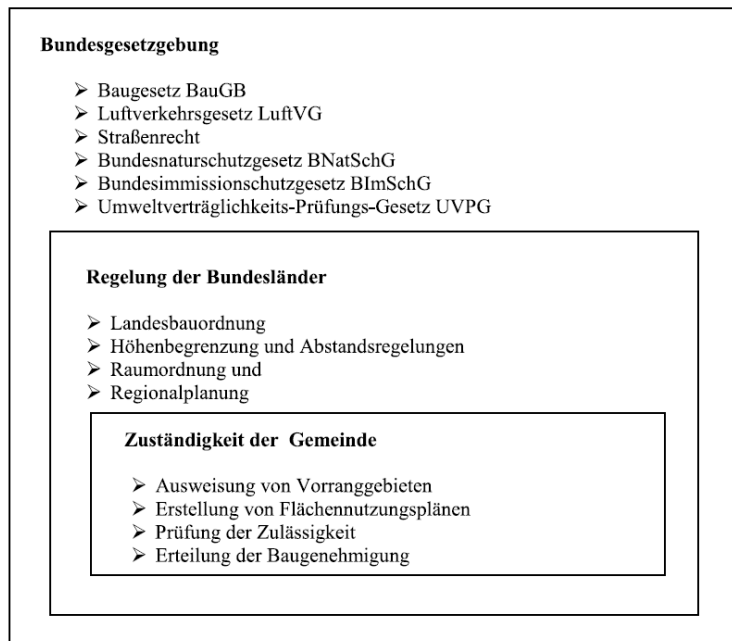 Bundesgesetzgebung
➢ Baugesetz BauGB
➢ Luftverkehrsgesetz LuftVG
➢ Straßenrecht
➢ Bundesnaturschutzgesetz BNatSchG
➢ Bundesimmissionschutzgesetz BImSchG
➢ Umweltverträglichkeits-Prüfungs-Gesetz UVPG
Regelung der Bundesländer
➢ Landesbauordnung
➢ Höhenbegrenzung und Abstandsregelungen
➢ Raumordnung und
➢ Regionalplanung
Zuständigkeit der Gemeinde
➢ Ausweisung von Vorranggebieten
➢ Erstellung von Flächennutzungsplänen
➢ Prüfung der Zulässigkeit
➢ Erteilung der Baugenehmigung